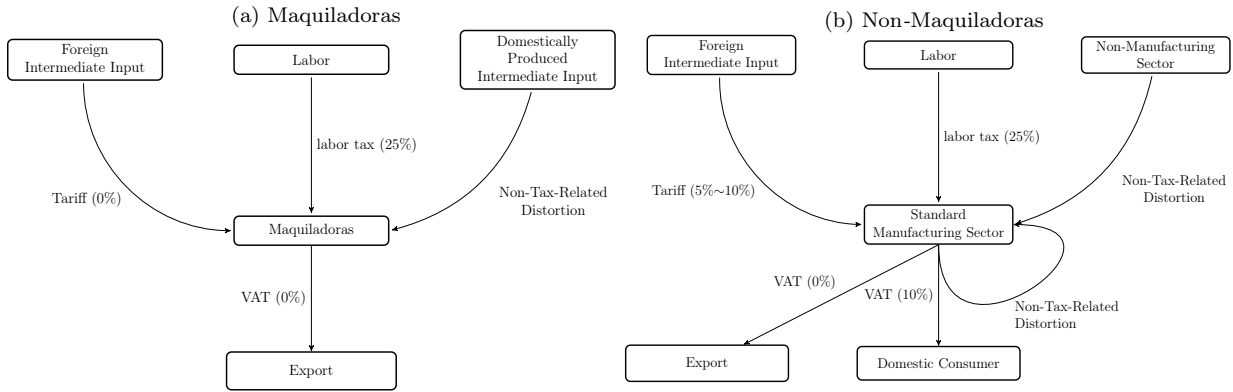 (a) Maquiladoras
Foreign
Intermediate Input
Labor
Domestically
Produced
Intermediate Input
labor tax (25%)
Tariff (0%)
Non-Tax-Related
Distortion
Maquiladoras
VAT (0%)
Export
(b) Non-Maquiladoras
Foreign
Intermediate Input
Labor
Non-Manufacturing
Sector
labor tax (25%)
Tariff (5%~10%)
Non-Tax-Related
Distortion
Standard
Manufacturing Sector
VAT (0%)
VAT (10%)
Non-Tax-Related
Distortion
Export
Domestic Consumer